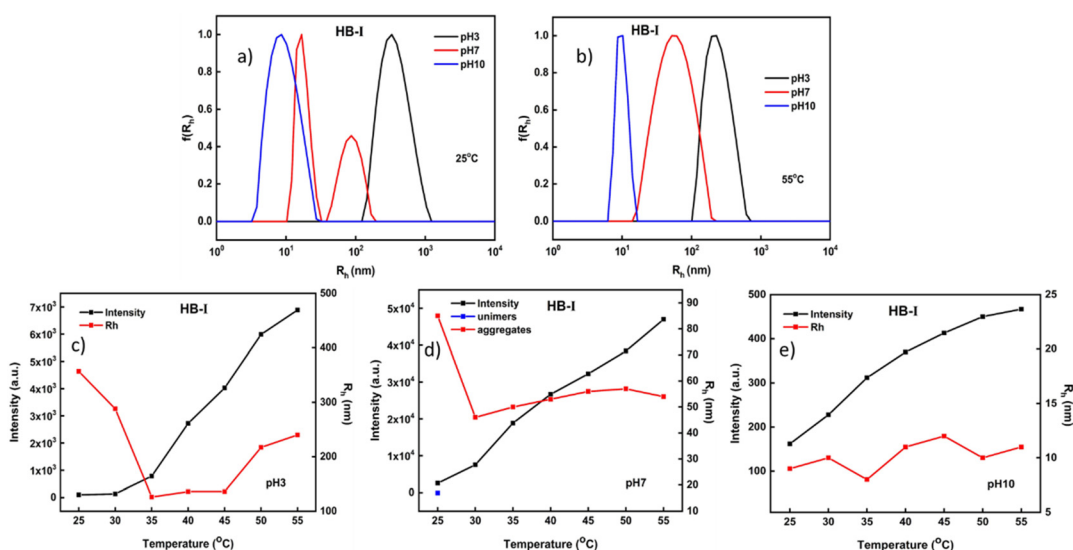 HB-I
a)
pH3
pH7
pH10
25°C
f(Rh)
1.0
0.8
0.6
0.4
0.2
0.0
10⁰ 10¹ 10² 10³ 10⁴
Rh (nm)
HB-I
b)
pH3
pH7
pH10
55°C
f(Rh)
1.0
0.8
0.6
0.4
0.2
0.0
10⁰ 10¹ 10² 10³ 10⁴
Rh (nm)
HB-I
c)
Intensity
Rh
pH3
Intensity (a.u.)
7x10³
6x10³
5x10³
4x10³
3x10³
2x10³
1x10³
0
500
400
300
200
100
Rh (nm)
25 30 35 40 45 50 55
Temperature (°C)
HB-I
d)
Intensity
unimers
aggregates
pH7
Intensity (a.u.)
5x10⁴
4x10⁴
3x10⁴
2x10⁴
1x10⁴
0
90
80
70
60
50
40
30
20
10
Rh (nm)
25 30 35 40 45 50 55
Temperature (°C)
HB-I
e)
Intensity
Rh
pH10
Intensity (a.u.)
500
400
300
200
100
25
20
15
10
5
Rh (nm)
25 30 35 40 45 50 55
Temperature (°C)